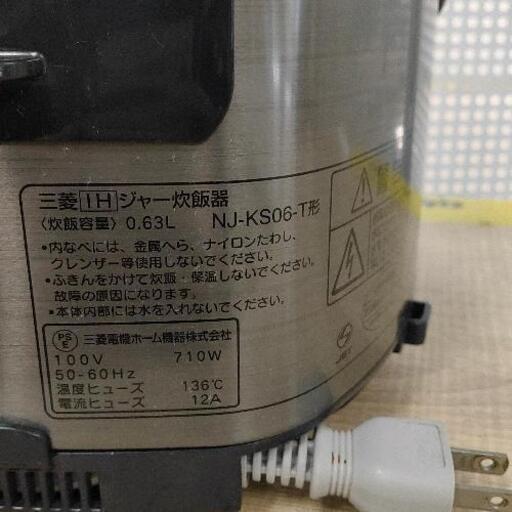 三菱IHジャー炊飯器
〈炊飯容量〉 0.63L NJ-KS06-T形
•内なべには、金属へら、ナイロンたわし、
クレンザー等使用しないでください。
•ふきんをかけて炊飯・保温しないでください。
故障の原因になります。
•本体内部には水を入れないでください。
PSE 三菱電機ホーム機器株式会社
100V 710W
50-60Hz
温度ヒューズ 136℃
電流ヒューズ 12A
JET